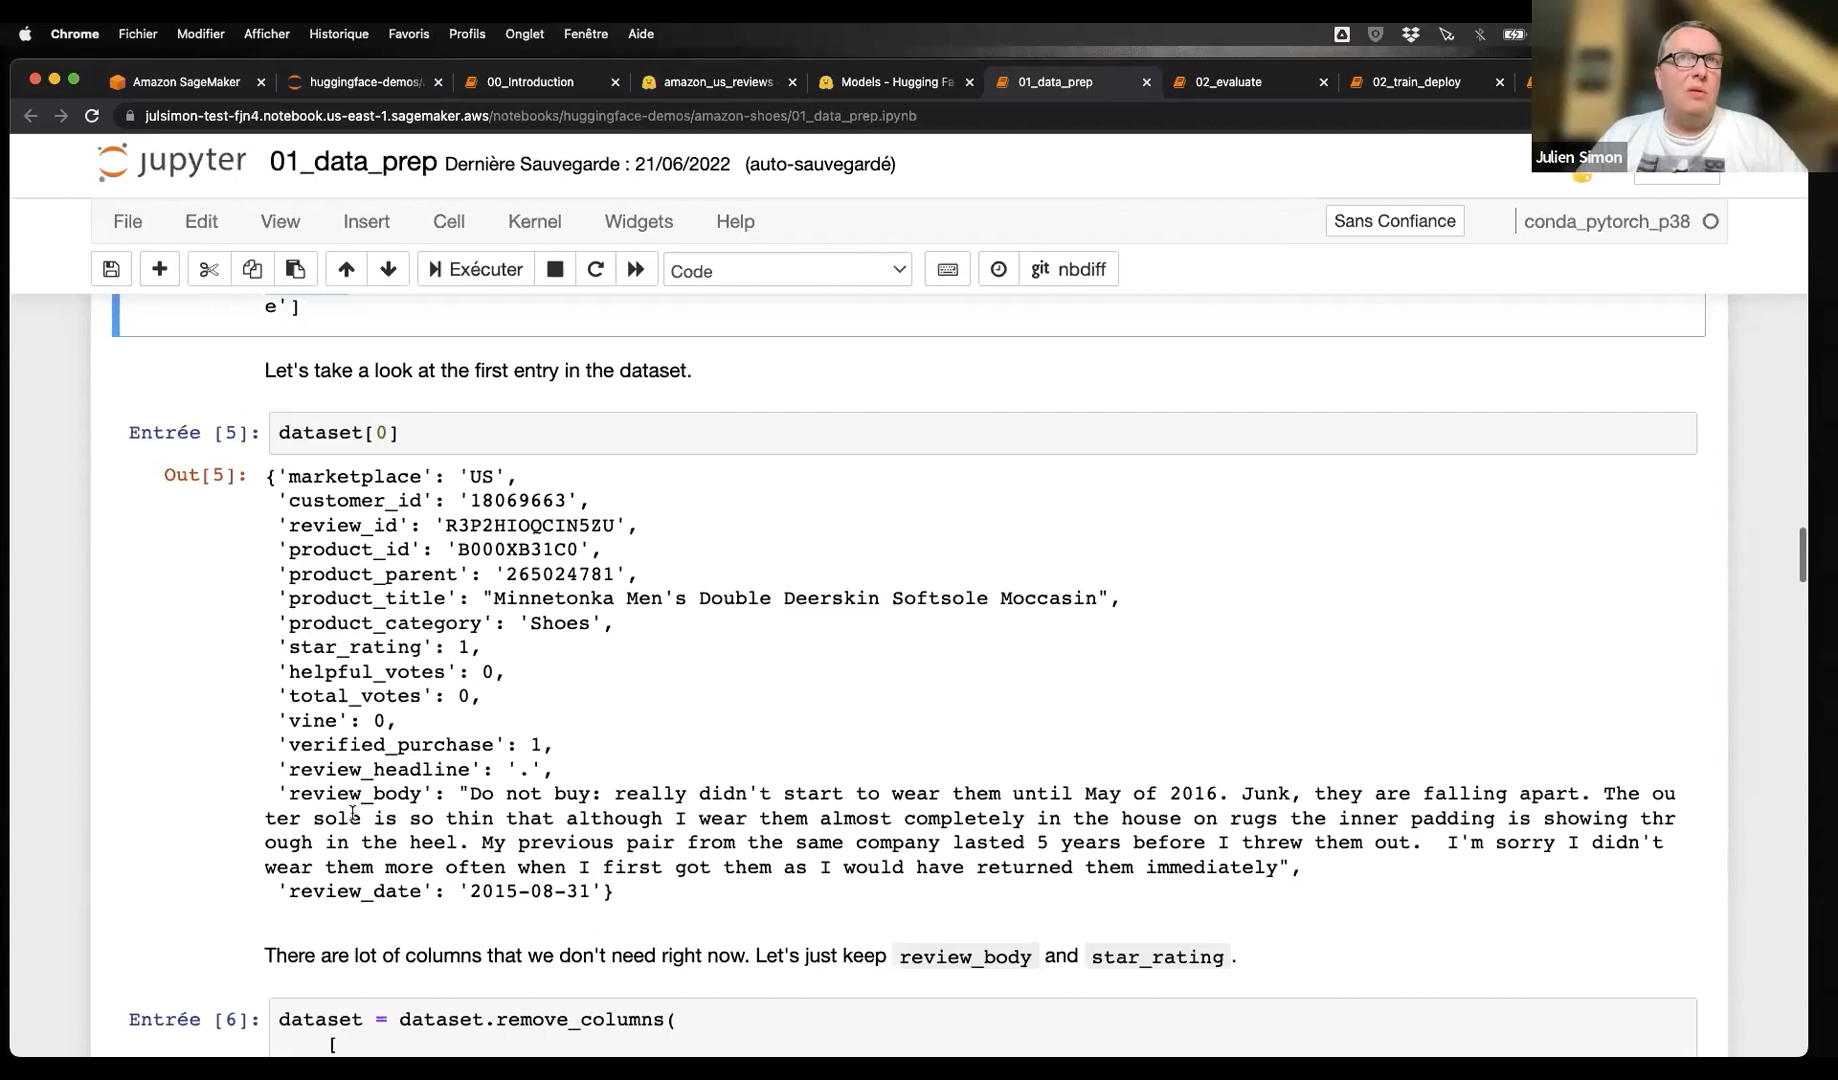 Chrome Fichier Modifier Afficher Historique Favoris Profils Onglet Fenêtre Aide
Amazon SageMaker huggingface-demos/ 00_Introduction amazon_us_reviews Models - Hugging Fa 01_data_prep 02_evaluate 02_train_deploy
julsimon-test-fjn4.notebook.us-east-1.sagemaker.aws/notebooks/huggingface-demos/amazon-shoes/01_data_prep.ipynb
Julien Simon
jupyter 01_data_prep Dernière Sauvegarde : 21/06/2022 (auto-sauvegardé)
File Edit View Insert Cell Kernel Widgets Help Sans Confiance conda_pytorch_p38
Exécuter Code git nbdiff
e']
Let's take a look at the first entry in the dataset.
Entrée [5]: dataset[0]
Out[5]: {'marketplace': 'US',
'customer_id': '18069663',
'review_id': 'R3P2HIOQCIN5ZU',
'product_id': 'B000XB31C0',
'product_parent': '265024781',
'product_title': "Minnetonka Men's Double Deerskin Softsole Moccasin",
'product_category': 'Shoes',
'star_rating': 1,
'helpful_votes': 0,
'total_votes': 0,
'vine': 0,
'verified_purchase': 1,
'review_headline': '.',
'review_body': "Do not buy: really didn't start to wear them until May of 2016. Junk, they are falling apart. The ou
ter sole is so thin that although I wear them almost completely in the house on rugs the inner padding is showing thr
ough in the heel. My previous pair from the same company lasted 5 years before I threw them out.  I'm sorry I didn't
wear them more often when I first got them as I would have returned them immediately",
'review_date': '2015-08-31'}
There are lot of columns that we don't need right now. Let's just keep review_body and star_rating.
Entrée [6]: dataset = dataset.remove_columns(
[